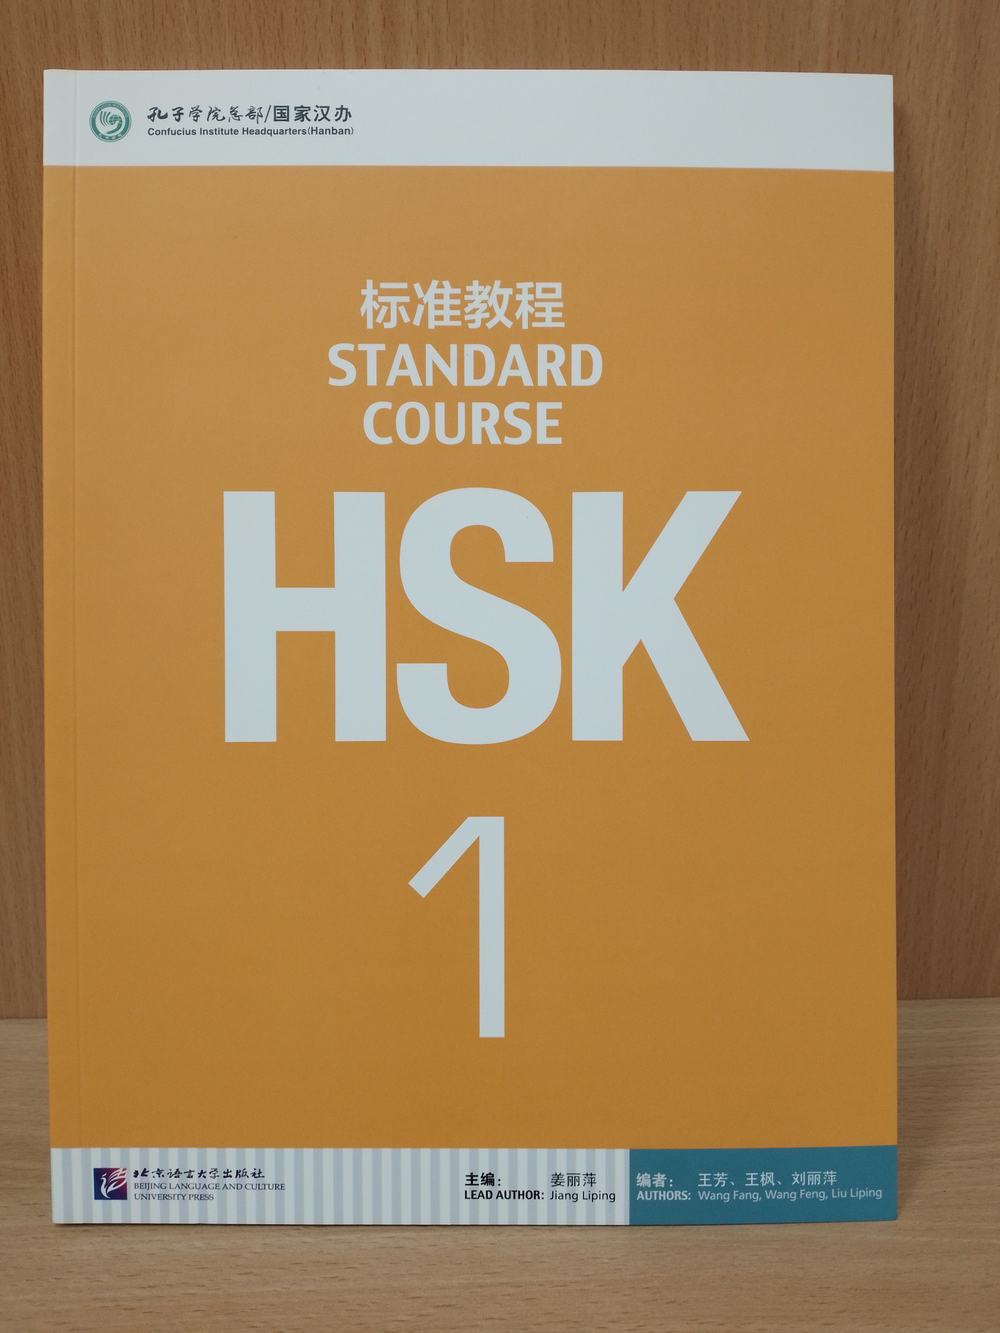 孔子学院总部/国家汉办
Confucius Institute Headquarters(Hanban)
标准教程
STANDARD
COURSE
HSK
1
北京语言大学出版社
BEIJING LANGUAGE AND CULTURE
UNIVERSITY PRESS
主编: 姜丽萍
LEAD AUTHOR: Jiang Liping
编者: 王芳、王枫、刘丽萍
AUTHORS: Wang Fang, Wang Feng, Liu Liping